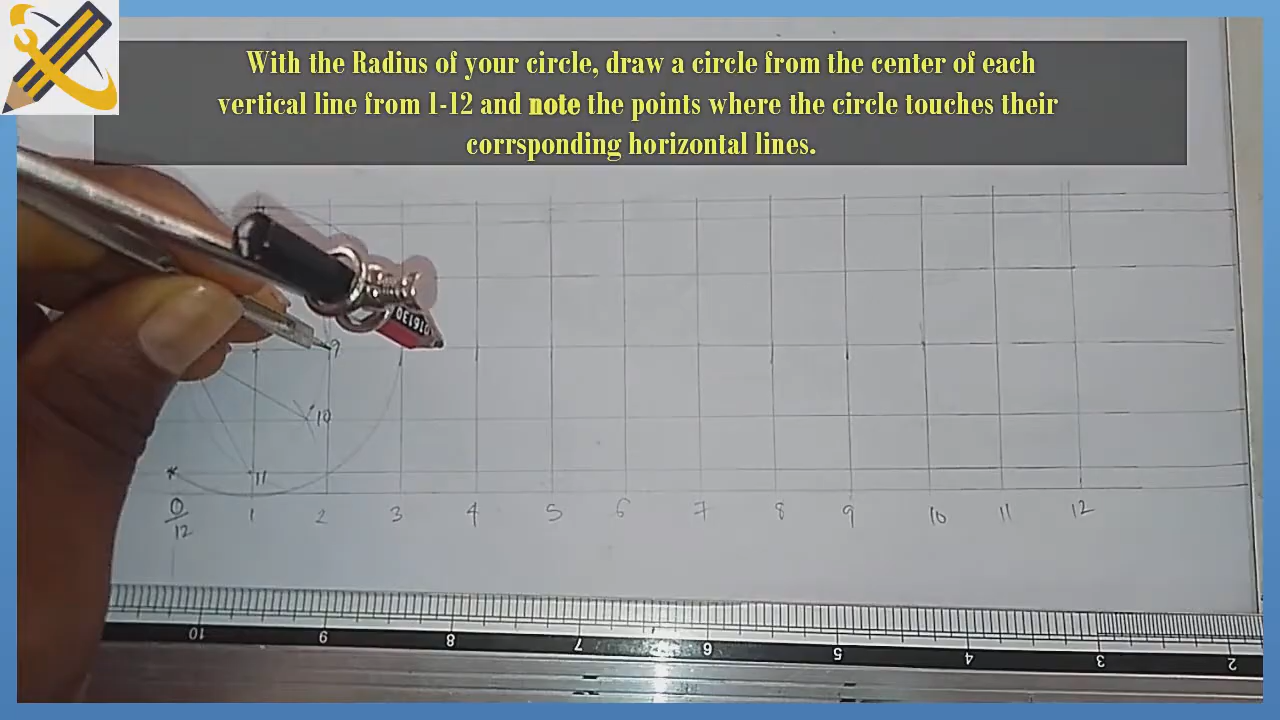 With the Radius of your circle, draw a circle from the center of each
vertical line from 1-12 and note the points where the circle touches their
corrsponding horizontal lines.
01613O
9
10
11
0 1 2 3 4 5 6 7 8 9 10 11 12
12
10 9 8 7 6 5 4 3 2